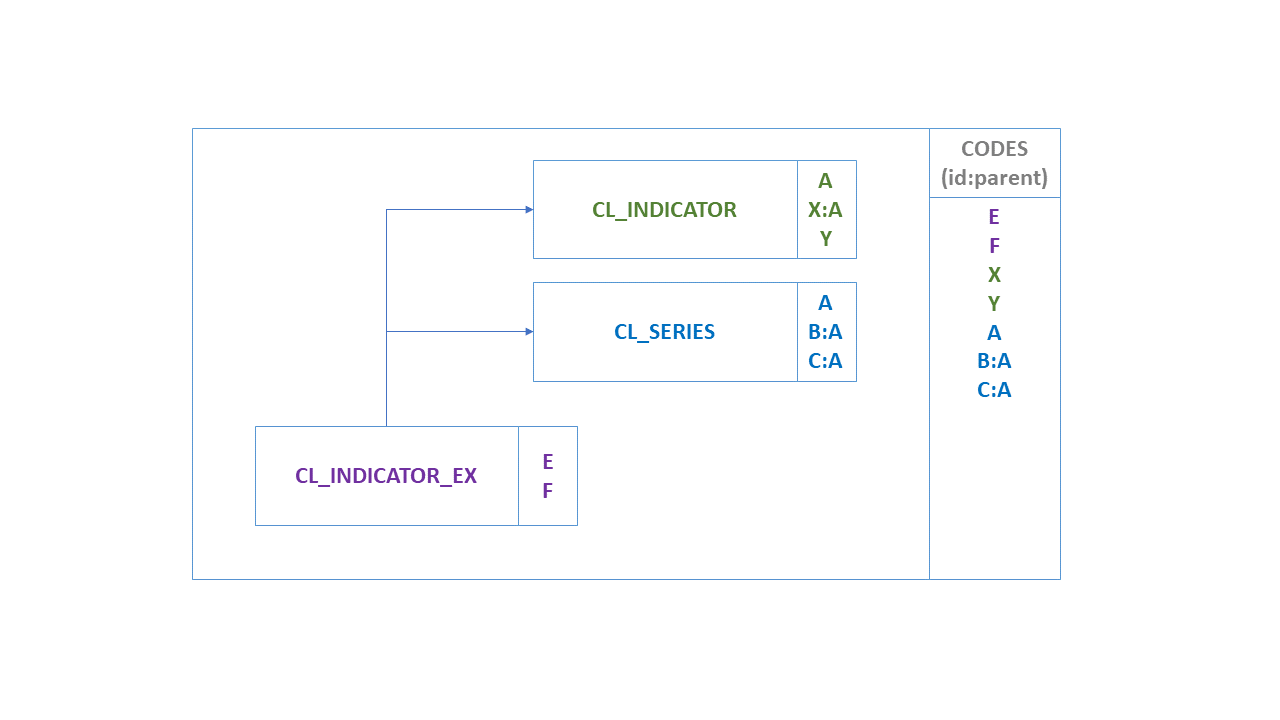 CODES
(id:parent)
CL_INDICATOR
A
X:A
Y
CL_SERIES
A
B:A
C:A
CL_INDICATOR_EX
E
F
E
F
X
Y
A
B:A
C:A